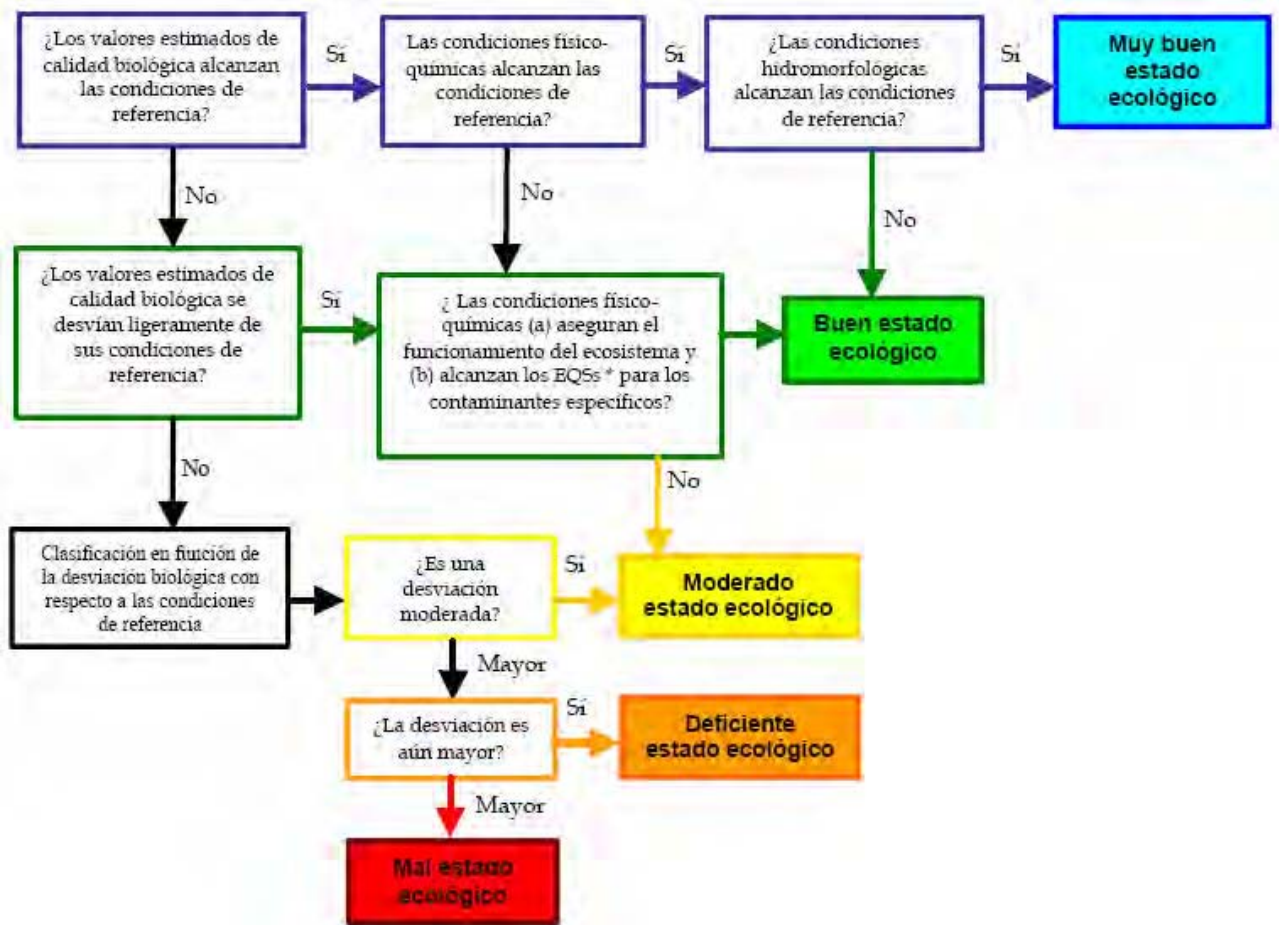 ¿Los valores estimados de
calidad biológica alcanzan
las condiciones de
referencia?
Sí
Las condiciones físico-
químicas alcanzan las
condiciones de
referencia?
Sí
¿Las condiciones
hidromorfológicas
alcanzan las condiciones
de referencia?
Sí
Muy buen
estado
ecológico
No
No
No
¿Los valores estimados de
calidad biológica se
desvían ligeramente de
sus condiciones de
referencia?
Sí
¿ Las condiciones físico-
químicas (a) aseguran el
funcionamiento del ecosistema y
(b) alcanzan los EQSs * para los
contaminantes específicos?
Buen estado
ecológico
No
No
Clasificación en función de
la desviación biológica con
respecto a las condiciones
de referencia
¿Es una
desviación
moderada?
Sí
Moderado
estado ecológico
Mayor
¿La desviación es
aún mayor?
Sí
Deficiente
estado ecológico
Mayor
Mal estado
ecológico